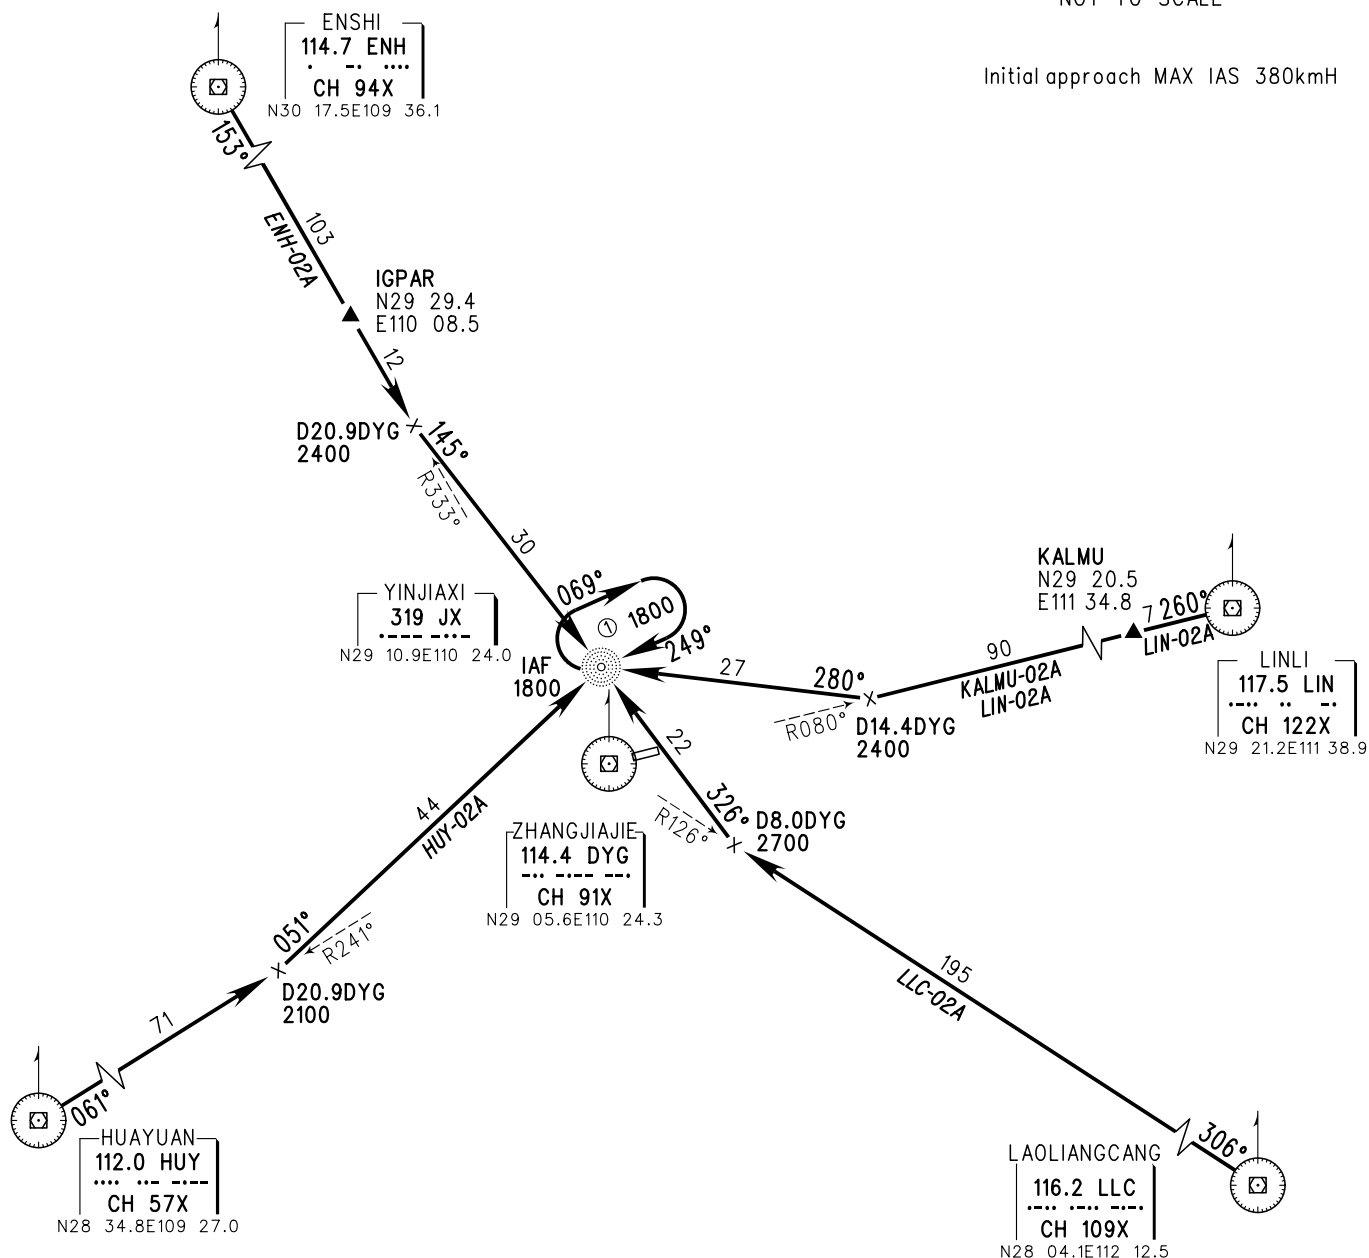 NOT TO SCALE
Initial approach MAX IAS 380kmH
ENSHI
114.7 ENH
CH 94X
N30 17.5E109 36.1
153°
103
ENH-02A
IGPAR
N29 29.4
E110 08.5
12
D20.9DYG
2400
145°
R333°
30
YINJIAXI
319 JX
N29 10.9E110 24.0
069°
① 1800
249°
IAF
1800
KALMU
N29 20.5
E111 34.8
7
260°
LIN-02A
90
KALMU-02A
LIN-02A
LINLI
117.5 LIN
CH 122X
N29 21.2E111 38.9
27
280°
R080°
D14.4DYG
2400
22
326°
R126°
D8.0DYG
2700
ZHANGJIAJIE
114.4 DYG
CH 91X
N29 05.6E110 24.3
44
HUY-02A
051°
R241°
D20.9DYG
2100
71
061°
HUAYUAN
112.0 HUY
CH 57X
N28 34.8E109 27.0
195
LLC-02A
306°
LAOLIANGCANG
116.2 LLC
CH 109X
N28 04.1E112 12.5